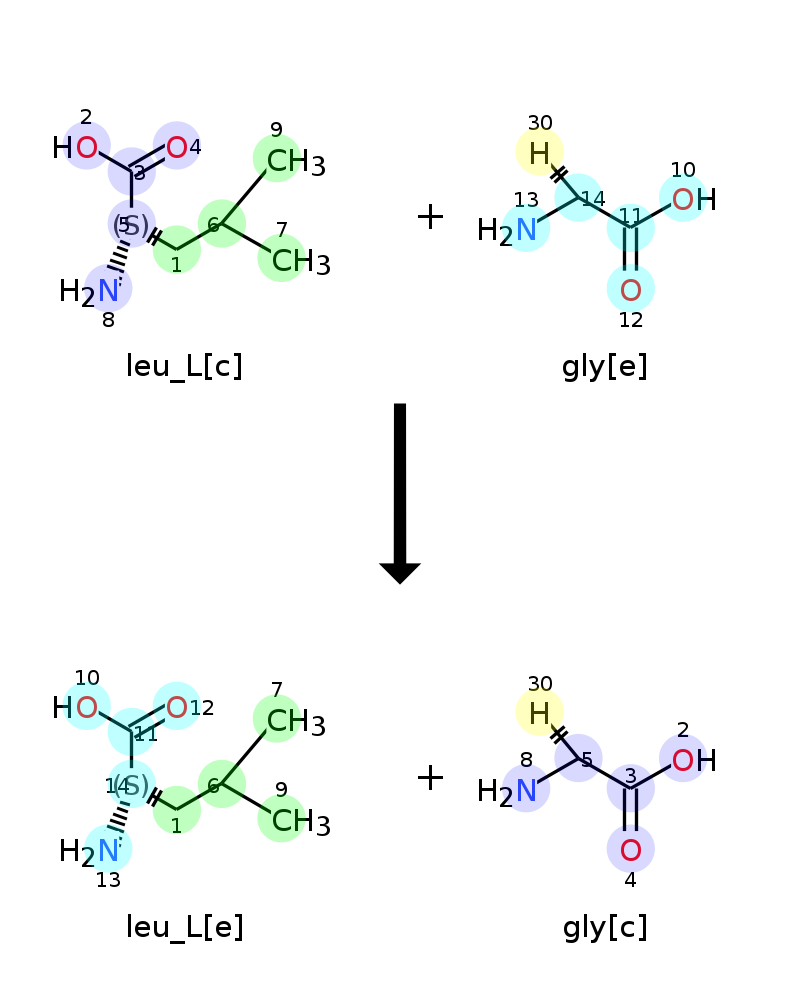 2 9 30
HO O4 CH3 H 10
3 13 14 11 OH
5(S) 6 7 + H2N
1 CH3 O
H2N 12
8
leu_L[c] gly[e]
10 7 30
HO O12 CH3 H 2
11 8 5 3 OH
14(S) 6 9 + H2N
1 CH3 O
H2N 4
13
leu_L[e] gly[c]